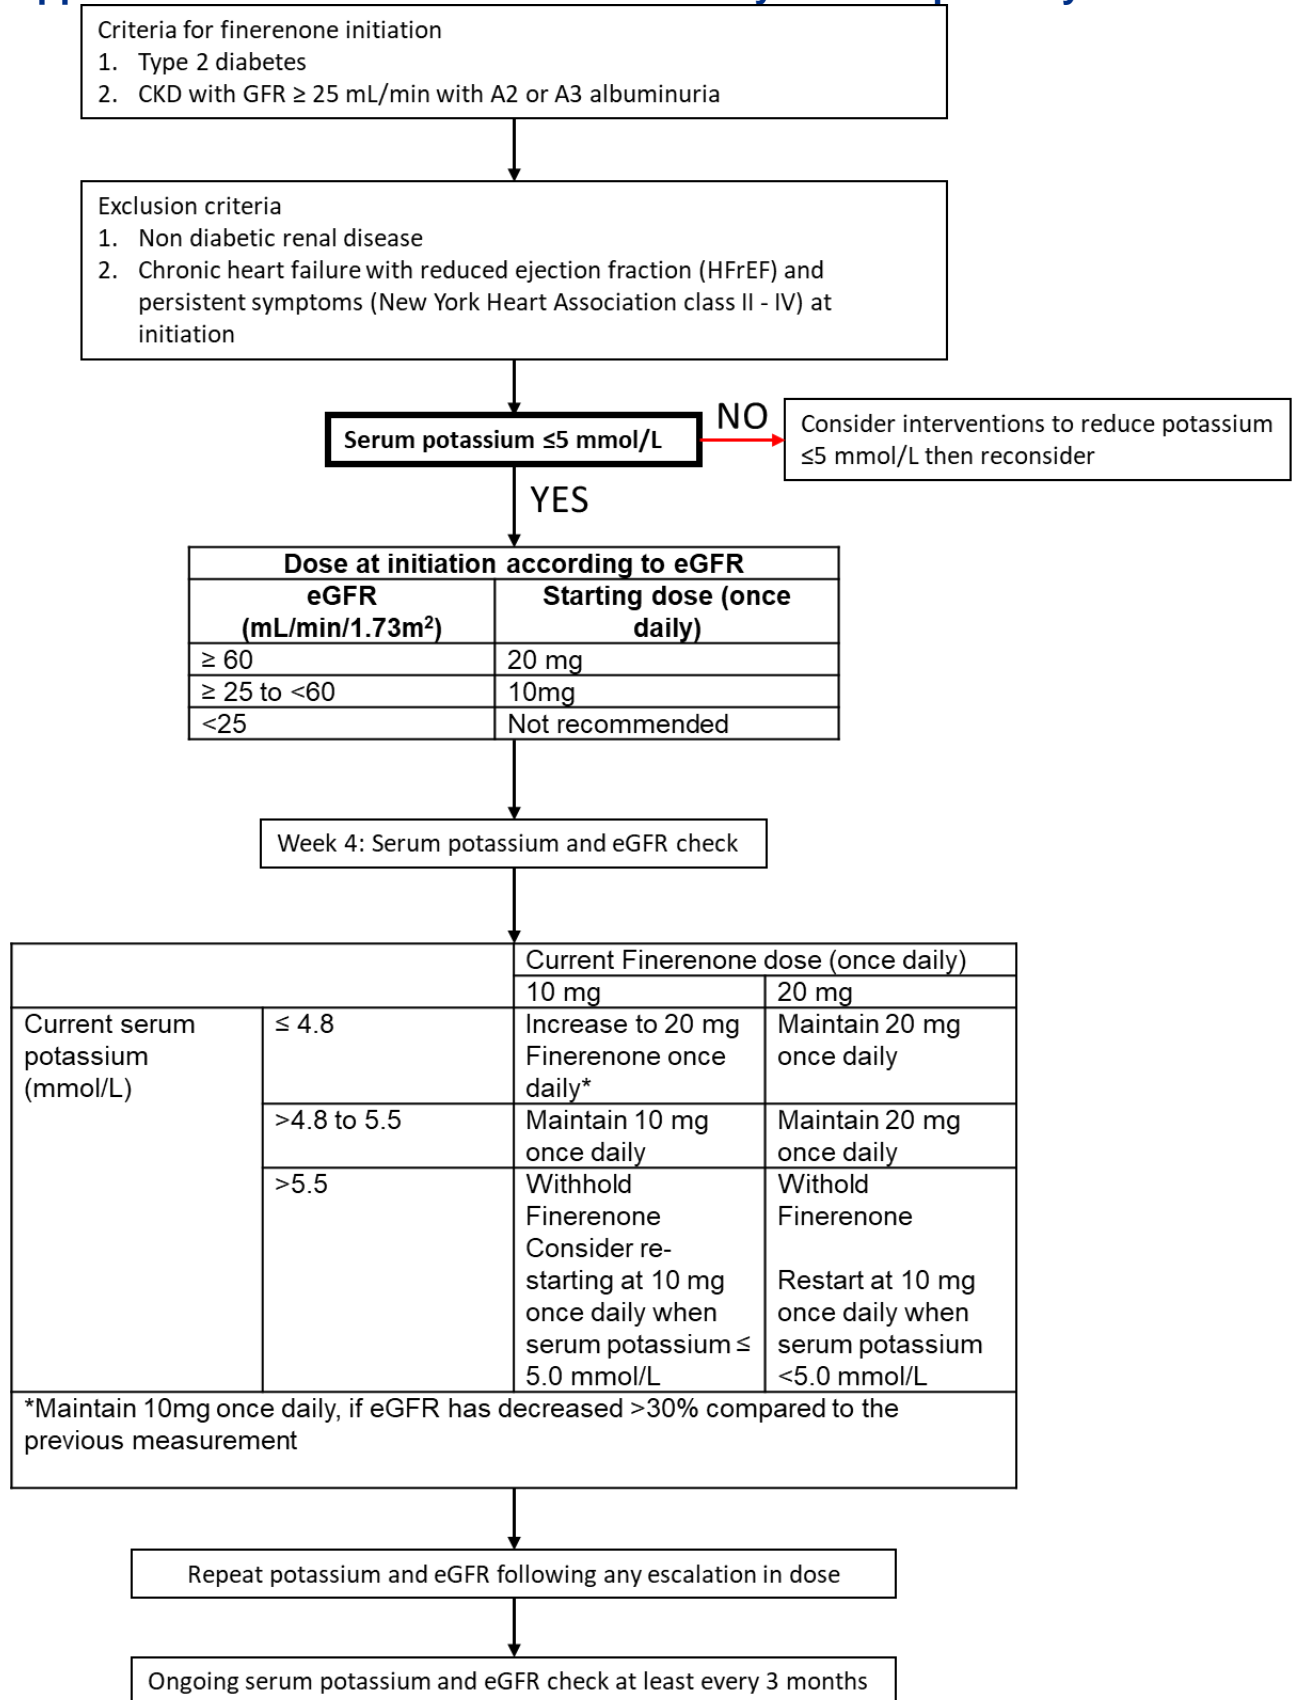 Criteria for finerenone initiation
1. Type 2 diabetes
2. CKD with GFR ≥ 25 mL/min with A2 or A3 albuminuria
Exclusion criteria
1. Non diabetic renal disease
2. Chronic heart failure with reduced ejection fraction (HFrEF) and
persistent symptoms (New York Heart Association class II - IV) at
initiation
Serum potassium ≤5 mmol/L
NO
Consider interventions to reduce potassium
≤5 mmol/L then reconsider
YES
Dose at initiation according to eGFR
eGFR
(mL/min/1.73m²)
Starting dose (once
daily)
≥ 60
20 mg
≥ 25 to <60
10mg
<25
Not recommended
Week 4: Serum potassium and eGFR check
Current Finerenone dose (once daily)
10 mg
20 mg
Current serum
potassium
(mmol/L)
≤ 4.8
Increase to 20 mg
Finerenone once
daily*
Maintain 20 mg
once daily
>4.8 to 5.5
Maintain 10 mg
once daily
Maintain 20 mg
once daily
>5.5
Withhold
Finerenone
Consider re-
starting at 10 mg
once daily when
serum potassium ≤
5.0 mmol/L
Withold
Finerenone
Restart at 10 mg
once daily when
serum potassium
<5.0 mmol/L
*Maintain 10mg once daily, if eGFR has decreased >30% compared to the
previous measurement
Repeat potassium and eGFR following any escalation in dose
Ongoing serum potassium and eGFR check at least every 3 months